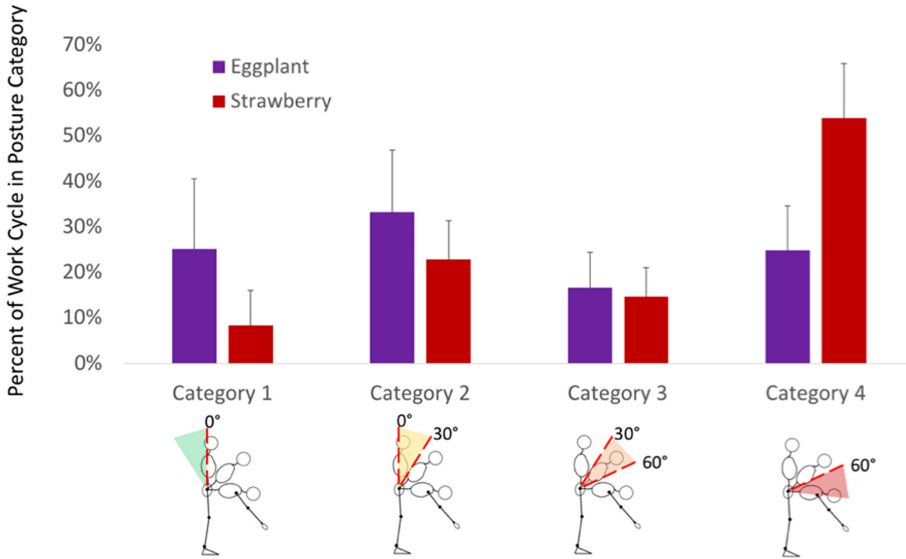 Percent of Work Cycle in Posture Category
70%
60%
50%
40%
30%
20%
10%
0%
Eggplant
Strawberry
Category 1 Category 2 Category 3 Category 4
0° 0° 30° 30° 60° 60°